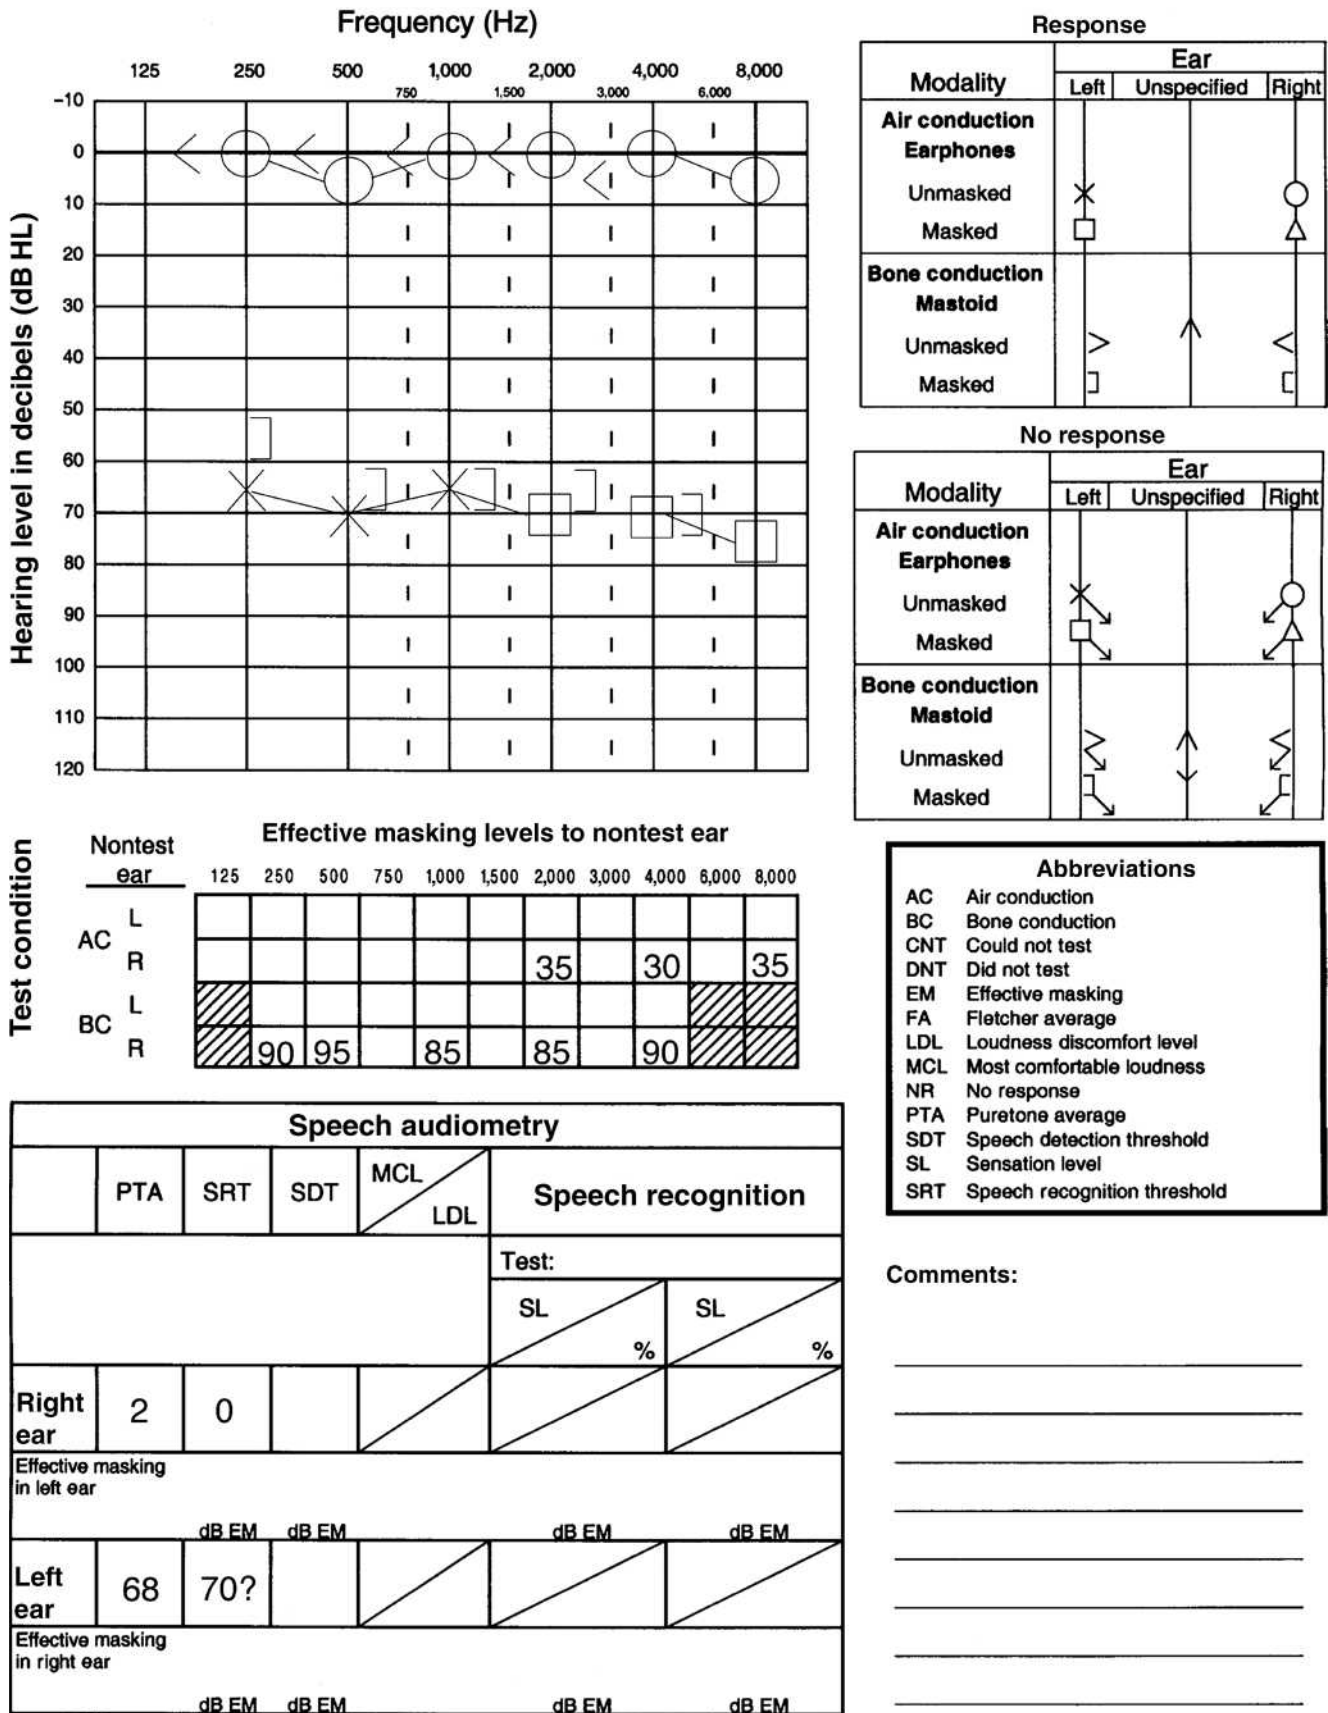 Frequency (Hz)
125 250 500 1,000 2,000 4,000 8,000
750 1,500 3,000 6,000
Hearing level in decibels (dB HL)
-10
0
10
20
30
40
50
60
70
80
90
100
110
120
Response
Modality
Ear
Left Unspecified Right
Air conduction
Earphones
Unmasked
Masked
Bone conduction
Mastoid
Unmasked
Masked
No response
Modality
Ear
Left Unspecified Right
Air conduction
Earphones
Unmasked
Masked
Bone conduction
Mastoid
Unmasked
Masked
Test condition
Nontest
ear
Effective masking levels to nontest ear
125 250 500 750 1,000 1,500 2,000 3,000 4,000 6,000 8,000
AC
L
R 35 30 35
BC
L
R 90 95 85 85 90
Abbreviations
AC Air conduction
BC Bone conduction
CNT Could not test
DNT Did not test
EM Effective masking
FA Fletcher average
LDL Loudness discomfort level
MCL Most comfortable loudness
NR No response
PTA Puretone average
SDT Speech detection threshold
SL Sensation level
SRT Speech recognition threshold
Speech audiometry
PTA SRT SDT MCL LDL Speech recognition
Test:
SL % SL %
Right
ear
2 0
Effective masking
in left ear
dB EM dB EM dB EM dB EM
Left
ear
68 70?
Effective masking
in right ear
dB EM dB EM dB EM dB EM
Comments: